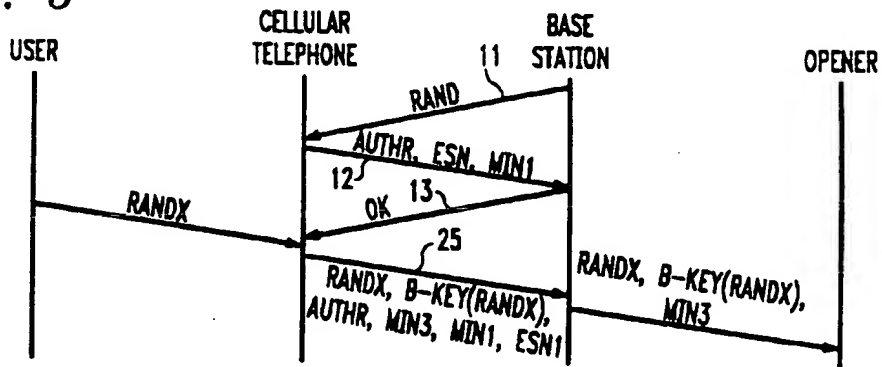 USER
CELLULAR
TELEPHONE
BASE
STATION
OPENER
11
RAND
AUTHR, ESN, MIN1
12
13
OK
RANDX
25
RANDX, B-KEY(RANDX),
AUTHR, MIN3, MIN1, ESN1
RANDX, B-KEY(RANDX),
MIN3